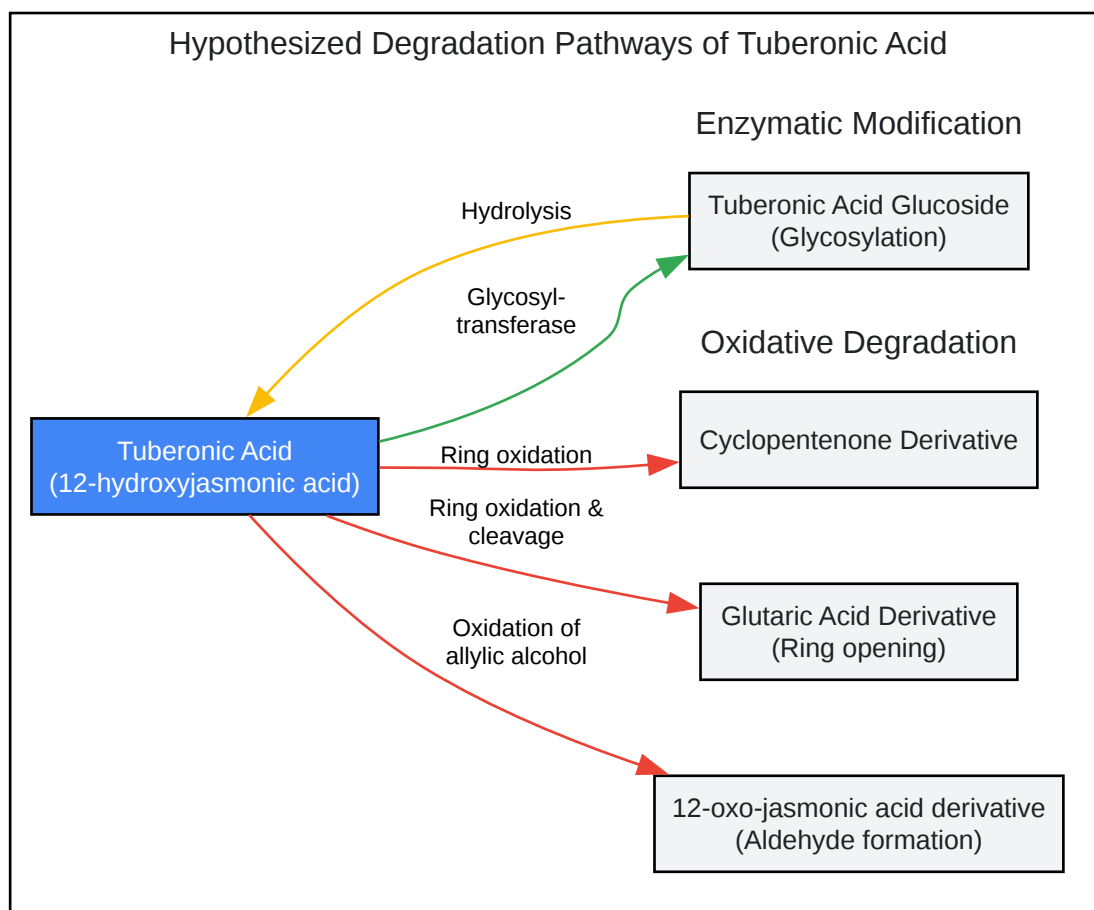 Hypothesized Degradation Pathways of Tuberonic Acid
Enzymatic Modification
Tuberonic Acid Glucoside
(Glycosylation)
Hydrolysis
Glycosyl-
transferase
Oxidative Degradation
Tuberonic Acid
(12-hydroxyjasmonic acid)
Ring oxidation
Cyclopentenone Derivative
Ring oxidation &
cleavage
Glutaric Acid Derivative
(Ring opening)
Oxidation of
allylic alcohol
12-oxo-jasmonic acid derivative
(Aldehyde formation)